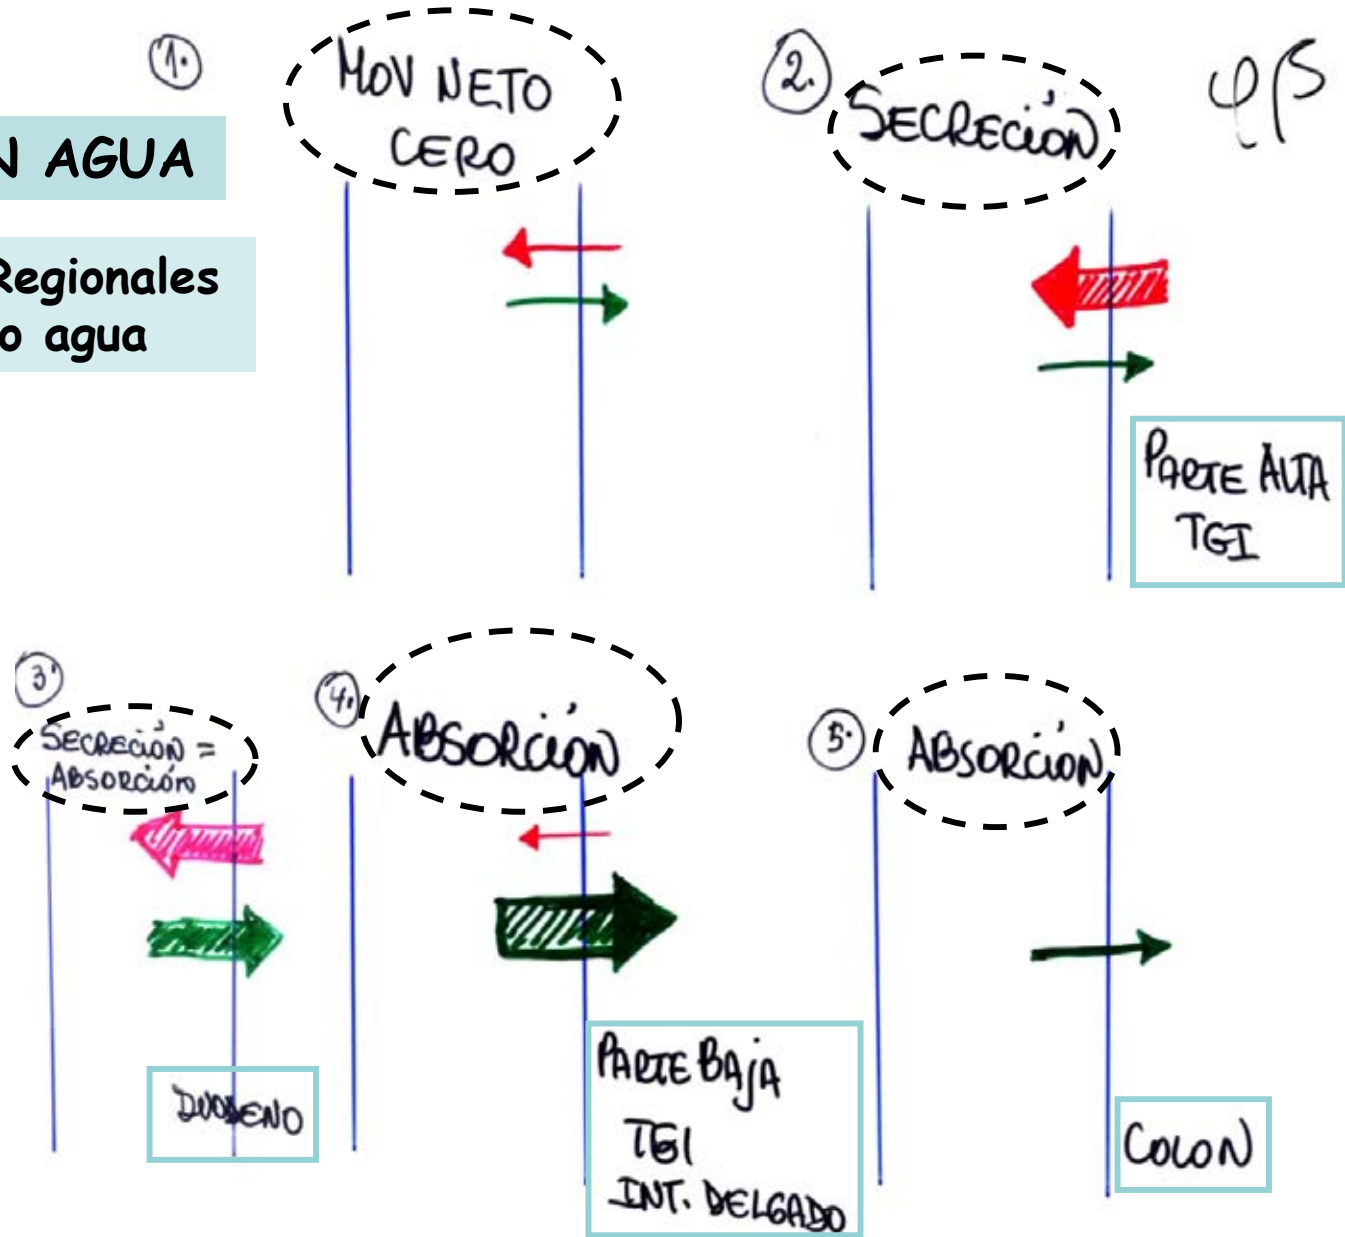 1.
MOV NETO
CERO
2.
SECRECIÓN
N AGUA
Regionales
o agua
PARTE ALTA
TGI
3.
SECRECIÓN =
ABSORCIÓN
DUODENO
4.
ABSORCIÓN
PARTE BAJA
TGI
INT. DELGADO
5.
ABSORCIÓN
COLON